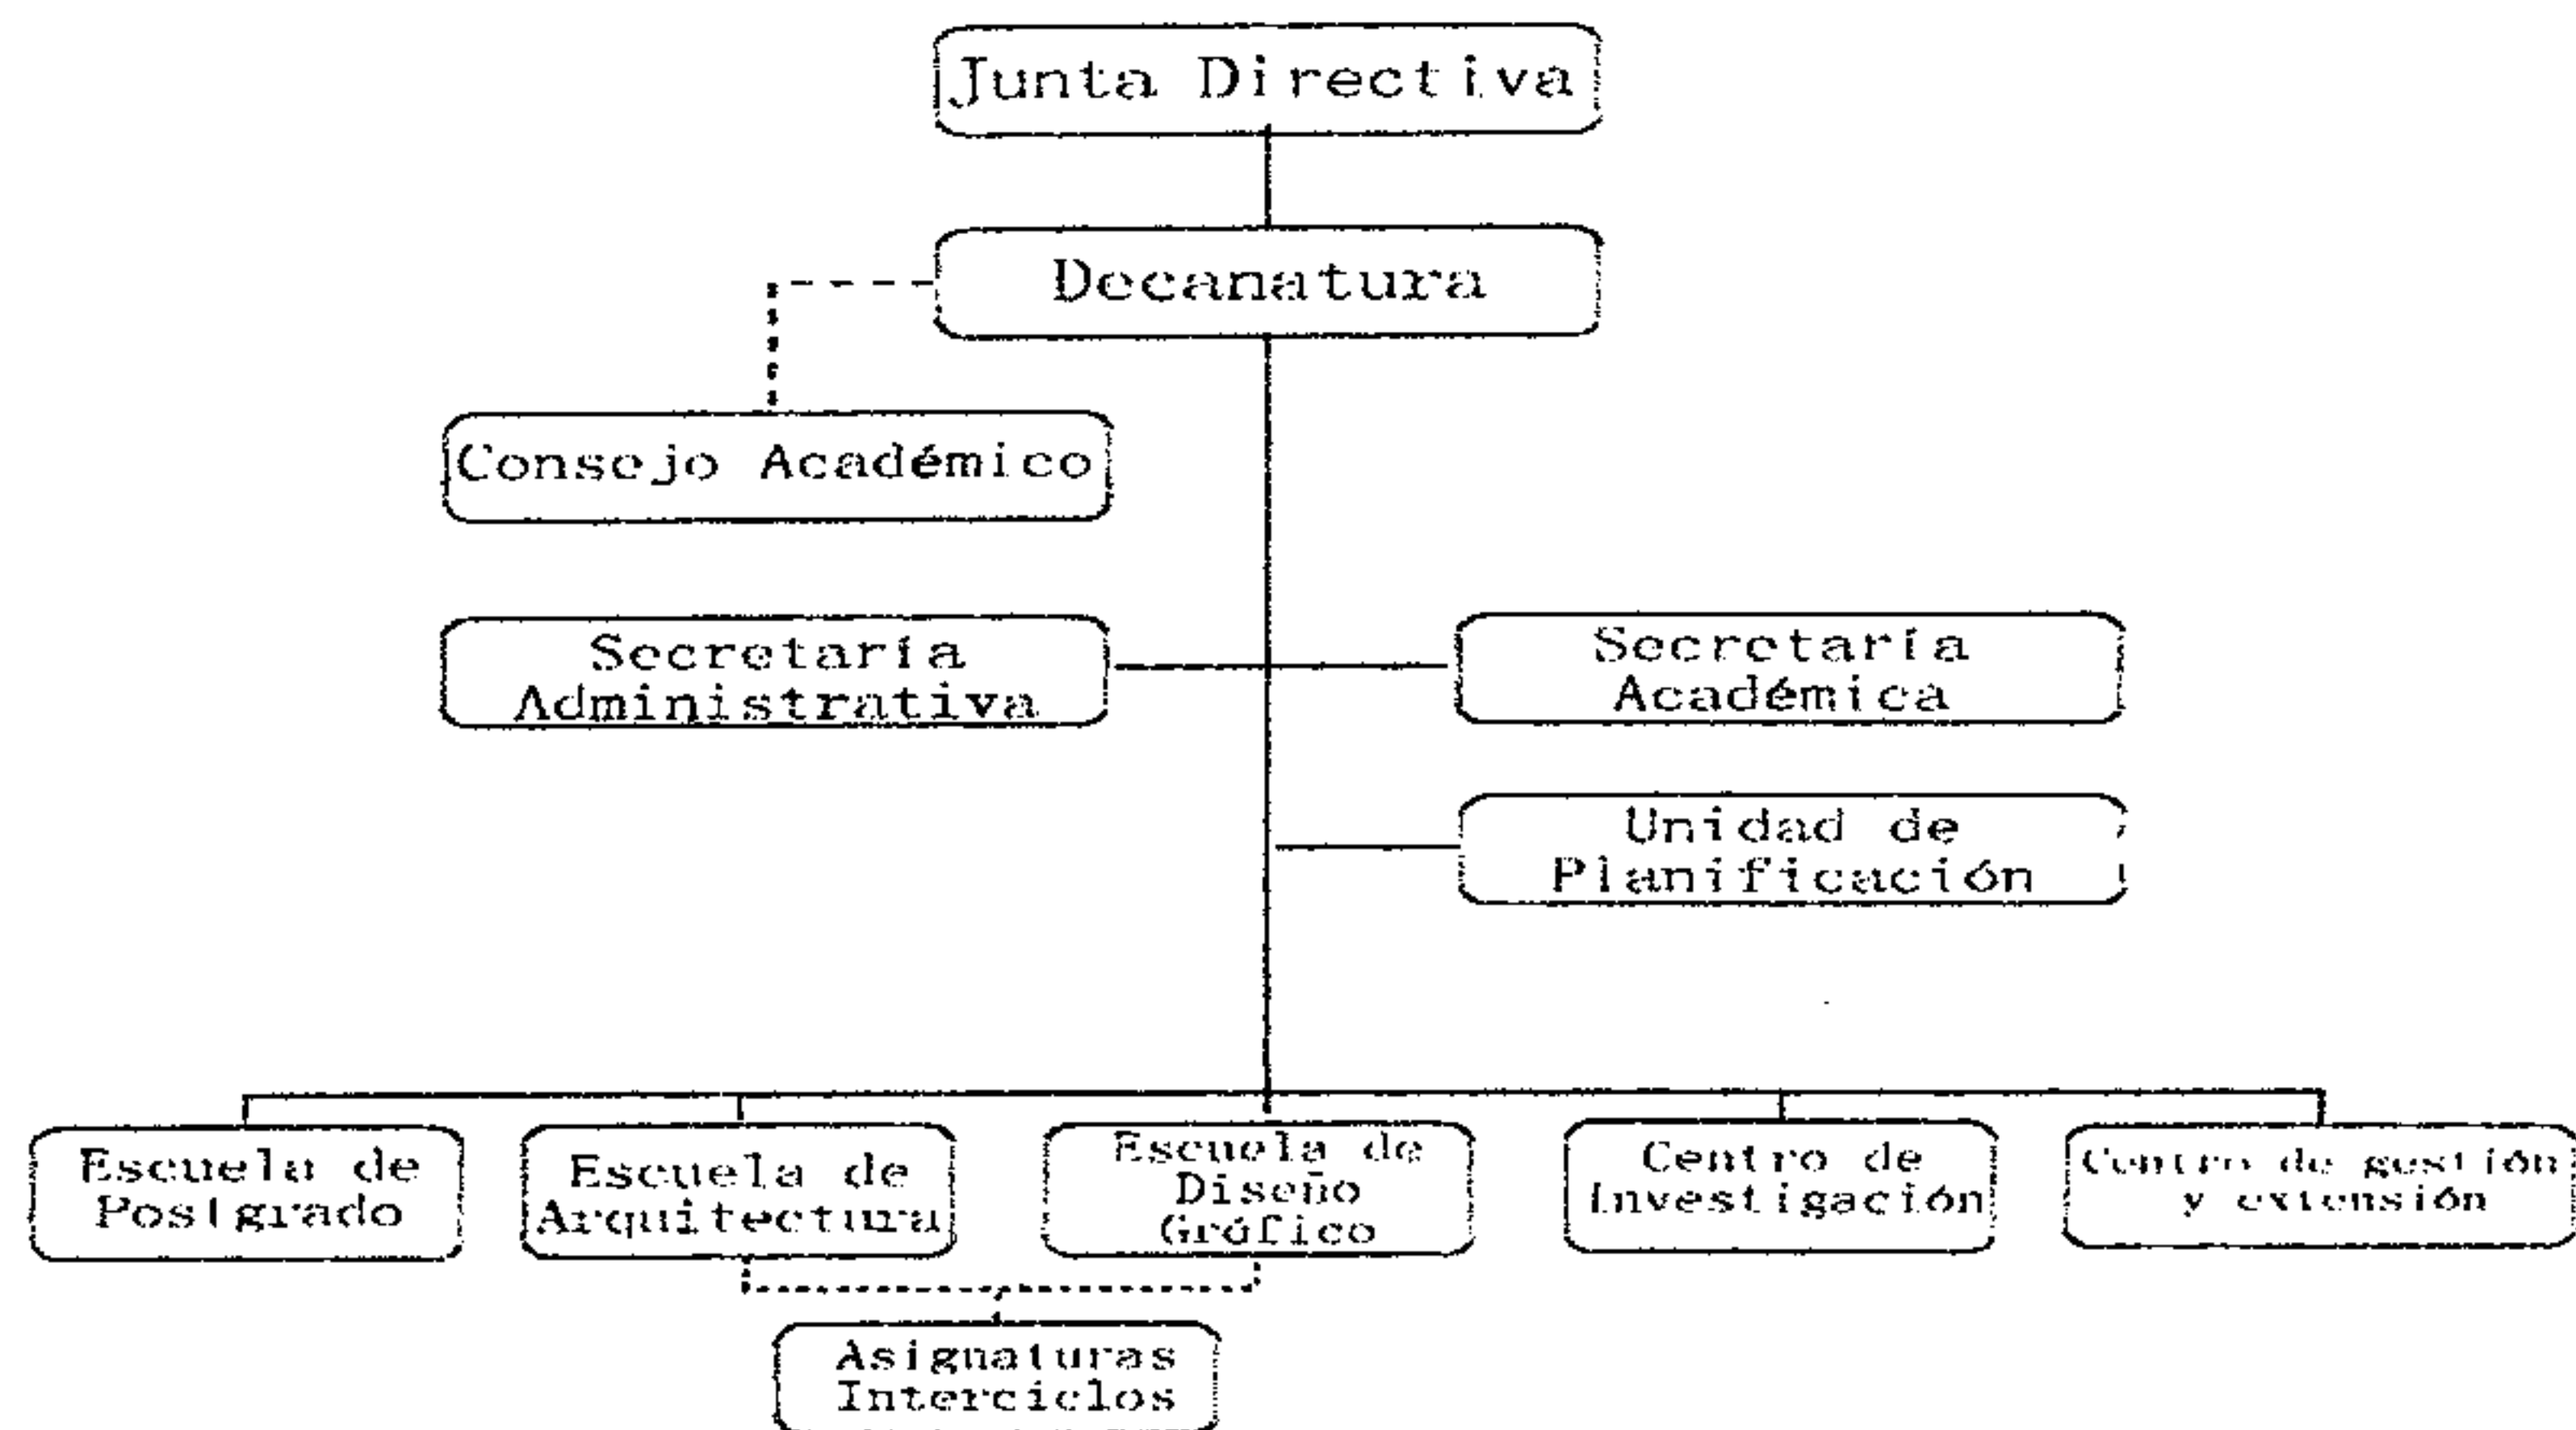 Junta Directiva
Decanatura
Consejo Académico
Secretaría
Administrativa
Secretaría
Académica
Unidad de
Planificación
Escuela de
Postgrado
Escuela de
Arquitectura
Escuela de
Diseño
Gráfico
Centro de
Investigación
Centro de gestión
y extensión
Asignaturas
Interciclos